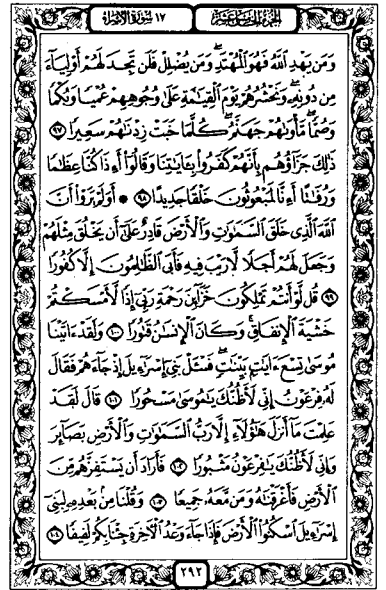 الجزء الخامس عشر
١٧ سورة الإسراء
وَمَن يَهْدِ ٱللَّهُ فَهُوَ ٱلْمُهْتَدِ وَمَن يُضْلِلْ فَلَن تَجِدَ لَهُمْ أَوْلِيَآءَ
مِن دُونِهِۦ وَنَحْشُرُهُمْ يَوْمَ ٱلْقِيَٰمَةِ عَلَىٰ وُجُوهِهِمْ عُمْيًا وَبُكْمًا
وَصُمًّا مَّأْوَىٰهُمْ جَهَنَّمُ كُلَّمَا خَبَتْ زِدْنَٰهُمْ سَعِيرًا ٩٧
ذَٰلِكَ جَزَآؤُهُم بِأَنَّهُمْ كَفَرُوا۟ بِـَٔايَٰتِنَا وَقَالُوٓا۟ أَءِذَا كُنَّا عِظَٰمًا
وَرُفَٰتًا أَءِنَّا لَمَبْعُوثُونَ خَلْقًا جَدِيدًا ٩٨ ۞ أَوَلَمْ يَرَوْا۟ أَنَّ
ٱللَّهَ ٱلَّذِى خَلَقَ ٱلسَّمَٰوَٰتِ وَٱلْأَرْضَ قَادِرٌ عَلَىٰٓ أَن يَخْلُقَ مِثْلَهُمْ
وَجَعَلَ لَهُمْ أَجَلًا لَّا رَيْبَ فِيهِ فَأَبَى ٱلظَّٰلِمُونَ إِلَّا كُفُورًا
٩٩ قُل لَّوْ أَنتُمْ تَمْلِكُونَ خَزَآئِنَ رَحْمَةِ رَبِّىٓ إِذًا لَّأَمْسَكْتُمْ
خَشْيَةَ ٱلْإِنفَاقِ وَكَانَ ٱلْإِنسَٰنُ قَتُورًا ١٠٠ وَلَقَدْ ءَاتَيْنَا
مُوسَىٰ تِسْعَ ءَايَٰتٍۭ بَيِّنَٰتٍ فَسْـَٔلْ بَنِىٓ إِسْرَٰٓءِيلَ إِذْ جَآءَهُمْ فَقَالَ
لَهُۥ فِرْعَوْنُ إِنِّى لَأَظُنُّكَ يَٰمُوسَىٰ مَسْحُورًا ١٠١ قَالَ لَقَدْ
عَلِمْتَ مَآ أَنزَلَ هَٰٓؤُلَآءِ إِلَّا رَبُّ ٱلسَّمَٰوَٰتِ وَٱلْأَرْضِ بَصَآئِرَ
وَإِنِّى لَأَظُنُّكَ يَٰفِرْعَوْنُ مَثْبُورًا ١٠٢ فَأَرَادَ أَن يَسْتَفِزَّهُم مِّنَ
ٱلْأَرْضِ فَأَغْرَقْنَٰهُ وَمَن مَّعَهُۥ جَمِيعًا ١٠٣ وَقُلْنَا مِنۢ بَعْدِهِۦ لِبَنِىٓ
إِسْرَٰٓءِيلَ ٱسْكُنُوا۟ ٱلْأَرْضَ فَإِذَا جَآءَ وَعْدُ ٱلْءَاخِرَةِ جِئْنَا بِكُمْ لَفِيفًا ١٠٤
٢٩٢